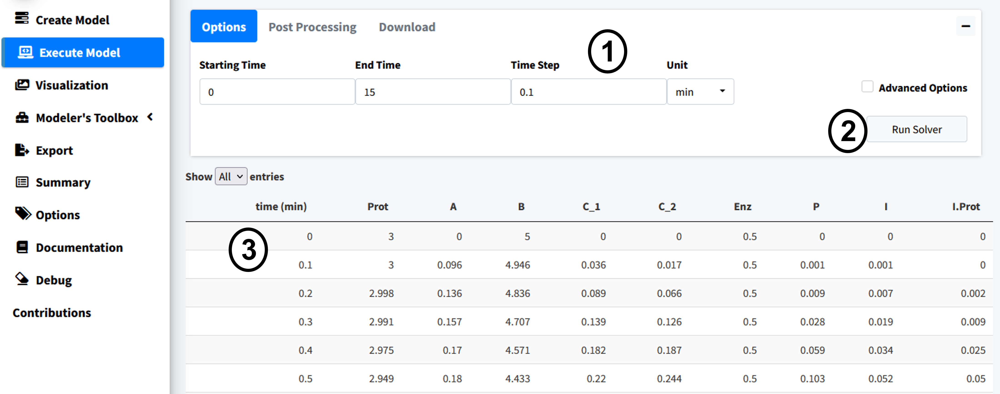 Create Model
Execute Model
Visualization
Modeler's Toolbox
Export
Summary
Options
Documentation
Debug
Contributions
Options Post Processing Download
1
Starting Time End Time Time Step Unit
0 15 0.1 min
Advanced Options
2 Run Solver
Show All entries
time (min) Prot A B C_1 C_2 Enz P I I.Prot
0 3 0 5 0 0 0.5 0 0 0
3
0.1 3 0.096 4.946 0.036 0.017 0.5 0.001 0.001 0
0.2 2.998 0.136 4.836 0.089 0.066 0.5 0.009 0.007 0.002
0.3 2.991 0.157 4.707 0.139 0.126 0.5 0.028 0.019 0.009
0.4 2.975 0.17 4.571 0.182 0.187 0.5 0.059 0.034 0.025
0.5 2.949 0.18 4.433 0.22 0.244 0.5 0.103 0.052 0.05